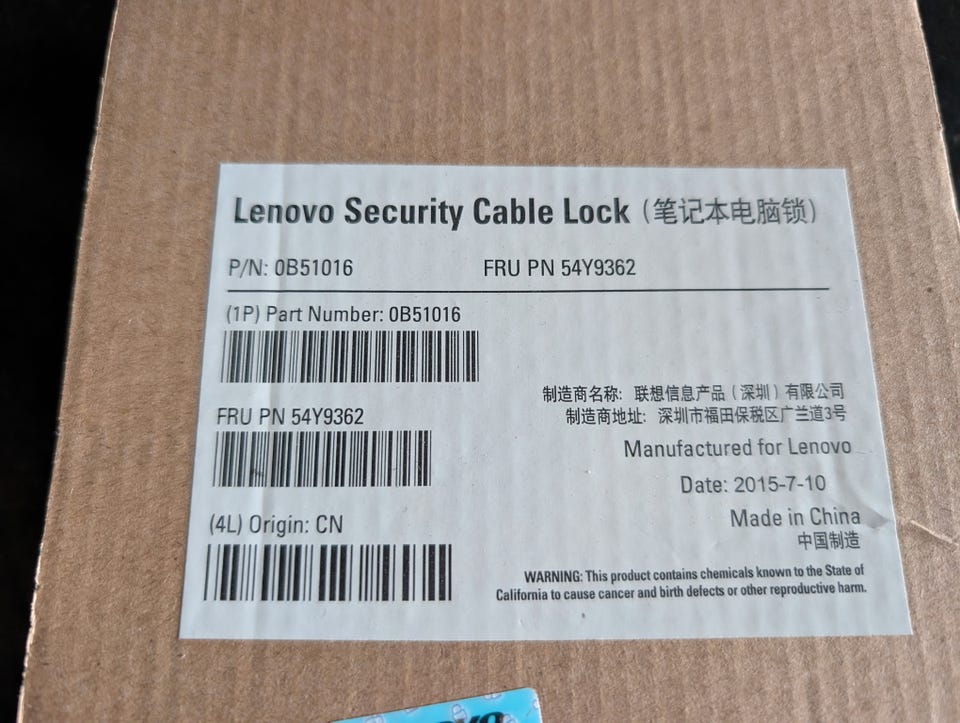 Lenovo Security Cable Lock (笔记本电脑锁)
P/N: 0B51016 FRU PN 54Y9362
(1P) Part Number: 0B51016
FRU PN 54Y9362
(4L) Origin: CN
制造商名称: 联想信息产品(深圳)有限公司
制造商地址: 深圳市福田保税区广兰道3号
Manufactured for Lenovo
Date: 2015-7-10
Made in China
中国制造
WARNING: This product contains chemicals known to the State of
California to cause cancer and birth defects or other reproductive harm.